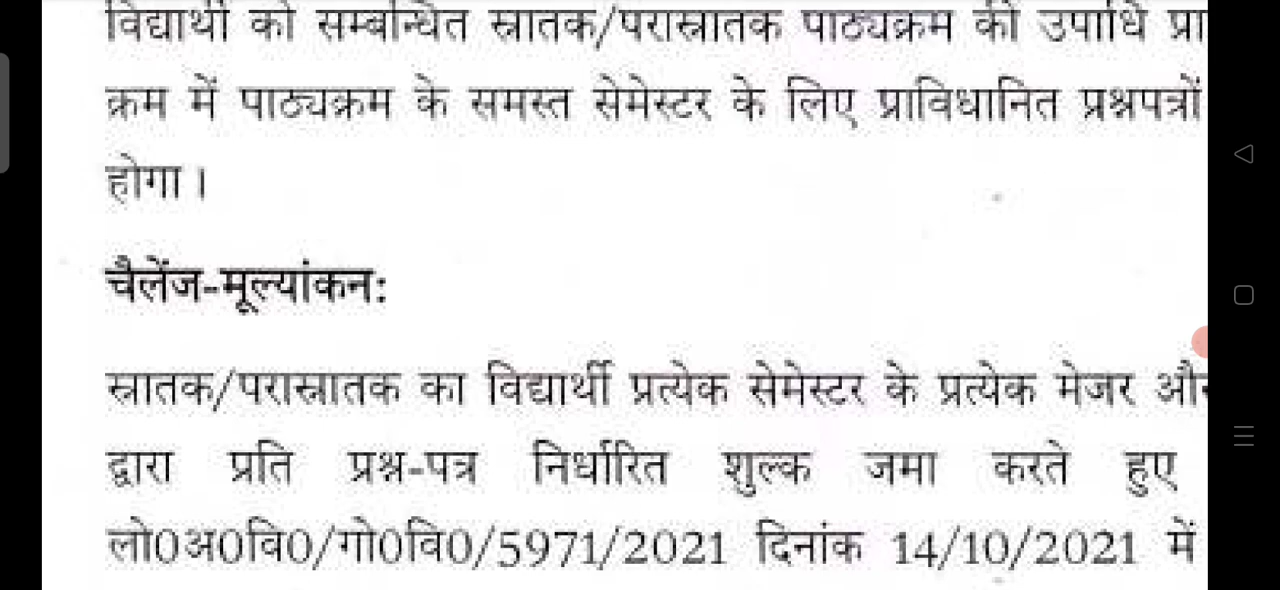 विद्यार्थी को सम्बन्धित स्नातक/परास्नातक पाठ्यक्रम की उपाधि प्रा
क्रम में पाठ्यक्रम के समस्त सेमेस्टर के लिए प्राविधानित प्रश्नपत्रों
होगा।
चैलेंज-मूल्यांकन:
स्नातक/परास्नातक का विद्यार्थी प्रत्येक सेमेस्टर के प्रत्येक मेजर
द्वारा प्रति प्रश्न-पत्र निर्धारित शुल्क जमा करते हुए
लो0अ0वि0/गो0वि0/5971/2021 दिनांक 14/10/2021 में